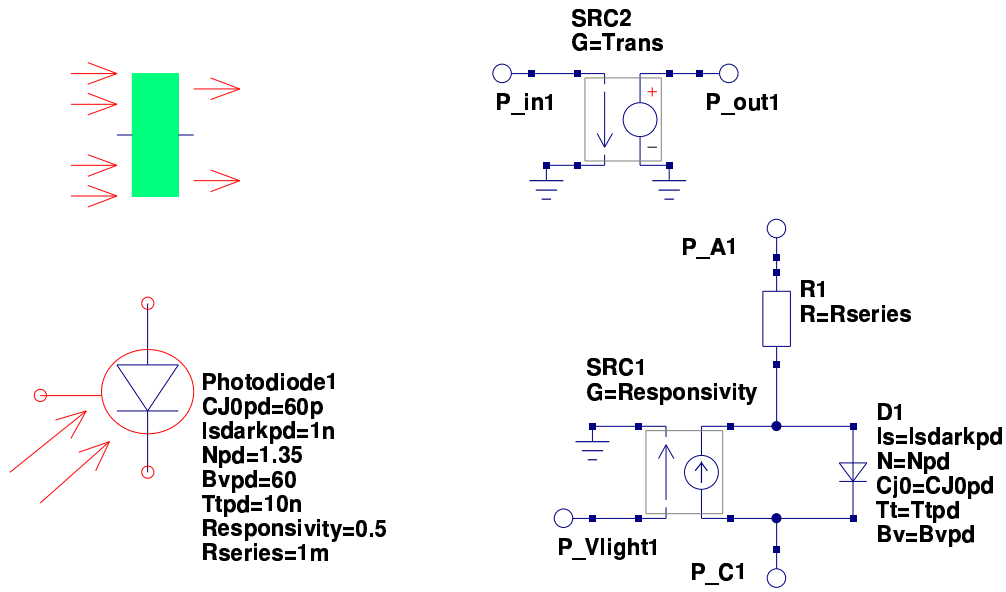 SRC2
G=Trans
P_in1
P_out1
+
−
P_A1
R1
R=Rseries
SRC1
G=Responsivity
Photodiode1
CJ0pd=60p
Isdarkpd=1n
Npd=1.35
Bvpd=60
Ttpd=10n
Responsivity=0.5
Rseries=1m
D1
Is=Isdarkpd
N=Npd
Cj0=CJ0pd
Tt=Ttpd
Bv=Bvpd
P_Vlight1
P_C1